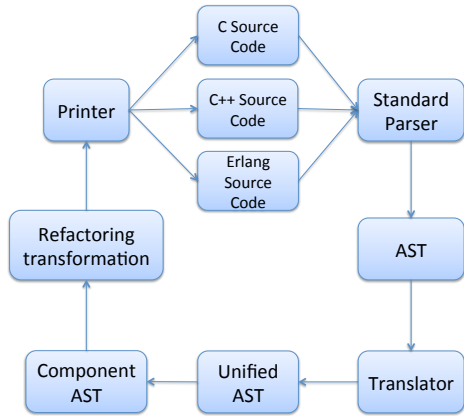 C Source
Code
Printer
C++ Source
Code
Standard
Parser
Erlang
Source
Code
Refactoring
transformation
AST
Component
AST
Unified
AST
Translator